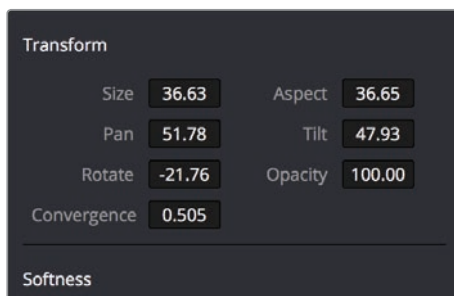 Transform
Size 36.63 Aspect 36.65
Pan 51.78 Tilt 47.93
Rotate -21.76 Opacity 100.00
Convergence 0.505
Softness